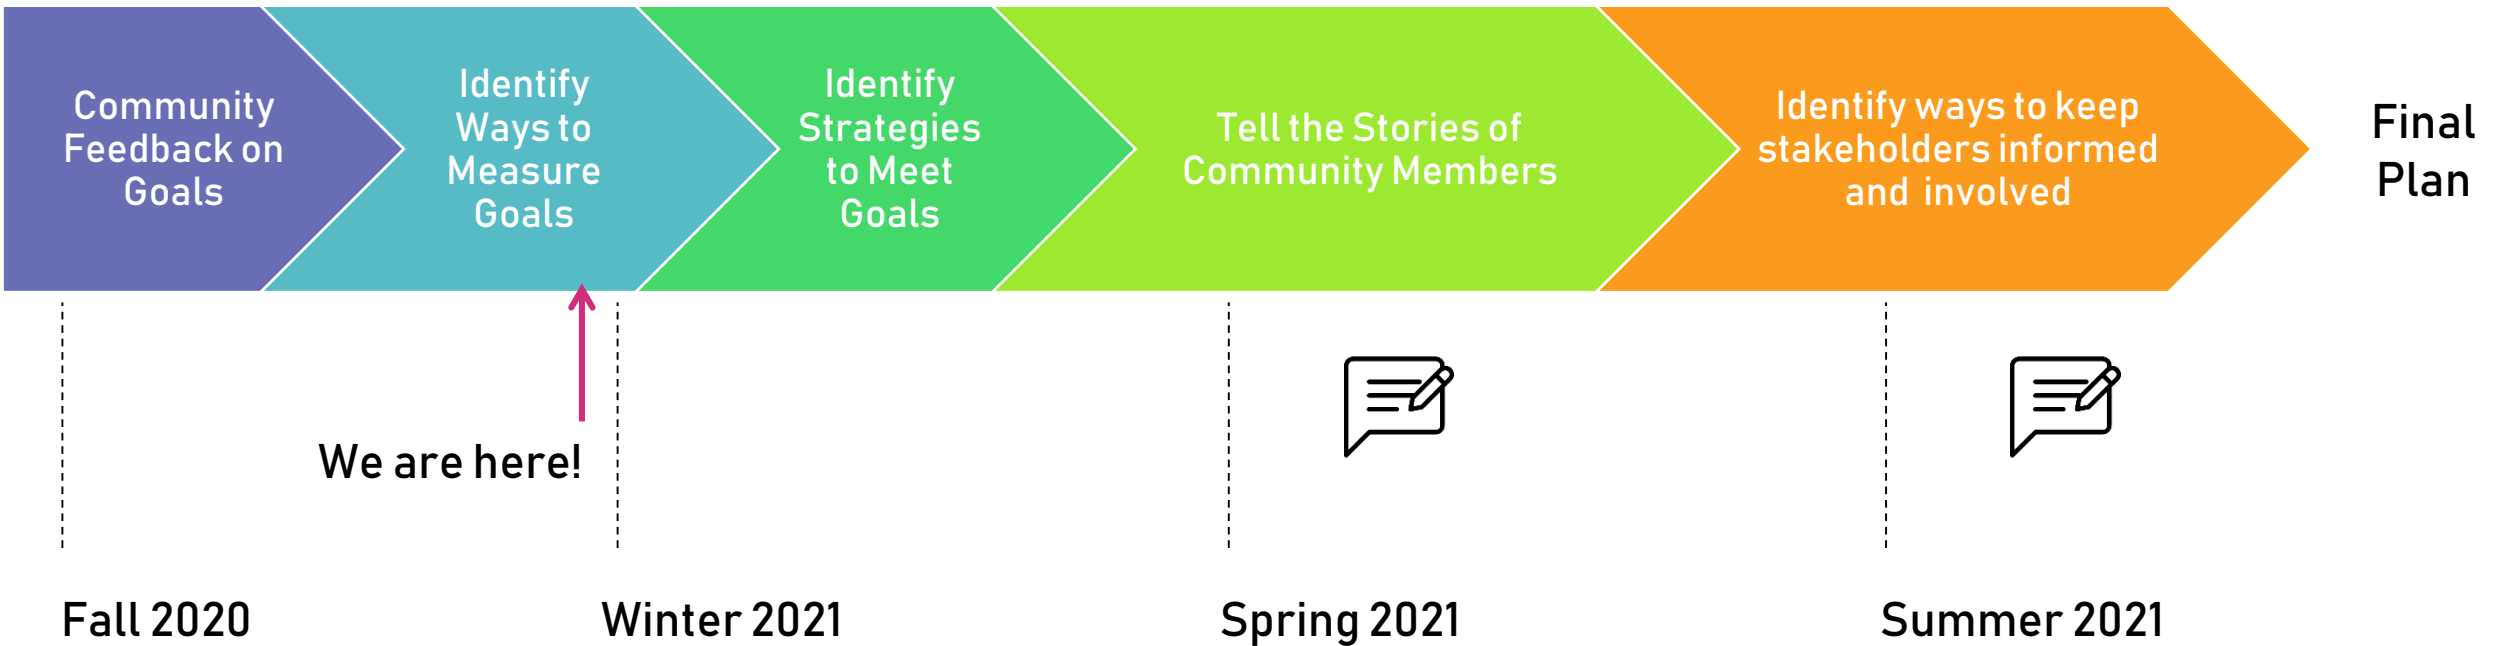 Community
Feedback on
Goals
Identify
Ways to
Measure
Goals
Identify
Strategies
to Meet
Goals
Tell the Stories of
Community Members
Identify ways to keep
stakeholders informed
and  involved
Final
Plan
We are here!
Fall 2020
Winter 2021
Spring 2021
Summer 2021